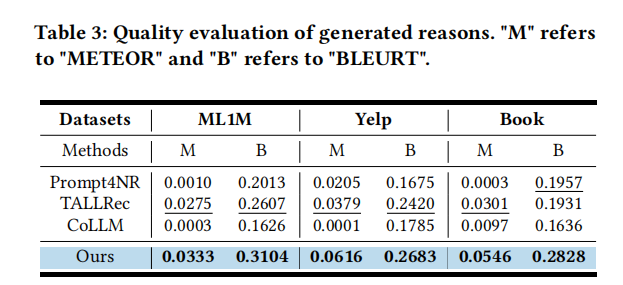 Table 3: Quality evaluation of generated reasons. "M" refers
to "METEOR" and "B" refers to "BLEURT".
Datasets ML1M Yelp Book
Methods M B M B M B
Prompt4NR 0.0010 0.2013 0.0205 0.1675 0.0003 0.1957
TALLRec 0.0275 0.2607 0.0379 0.2420 0.0301 0.1931
CoLLM 0.0003 0.1626 0.0001 0.1785 0.0097 0.1636
Ours 0.0333 0.3104 0.0616 0.2683 0.0546 0.2828